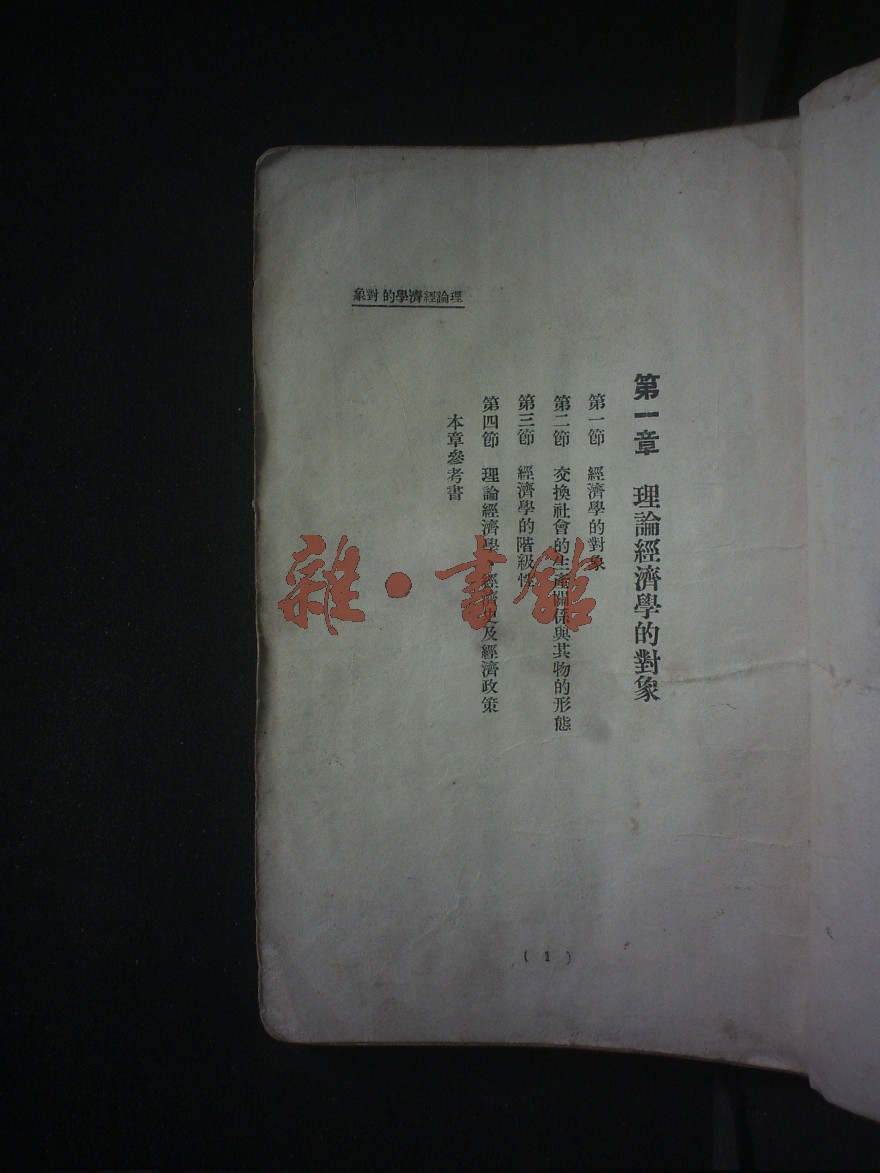 理論經濟學的對象
第一章 理論經濟學的對象
第一節 經濟學的對象
第二節 交換社會的生產關係與其物的形態
第三節 經濟學的階級性
第四節 理論經濟學 經濟史及經濟政策
本章參考書
( 1 )
雜·書館